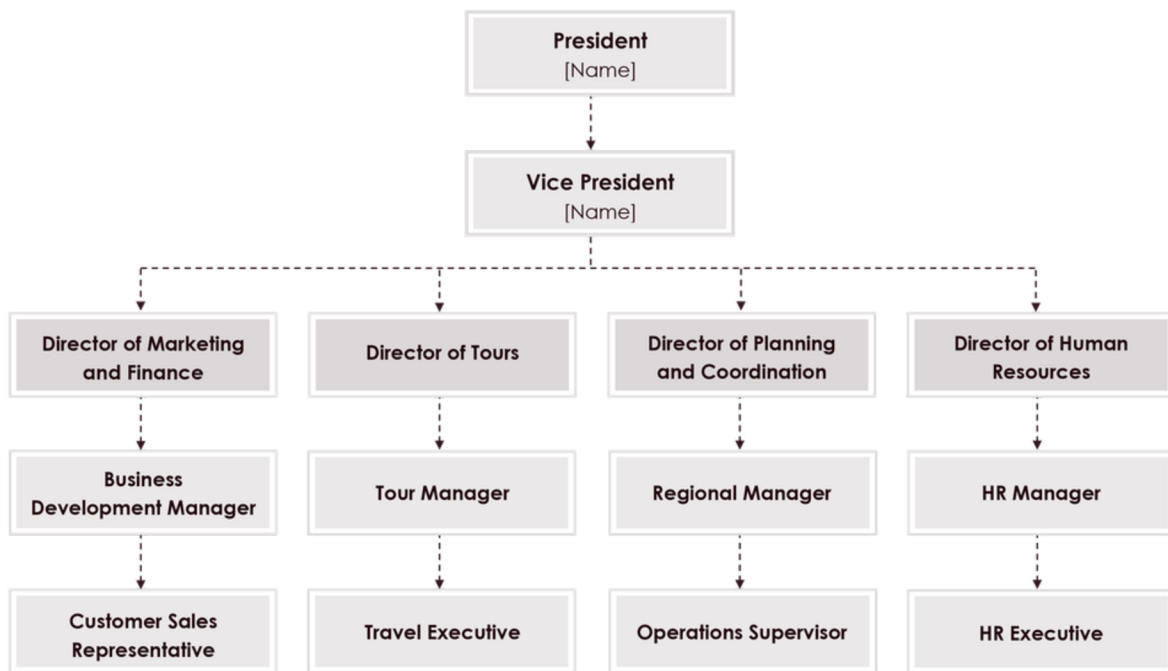 President
[Name]
Vice President
[Name]
Director of Marketing
and Finance
Director of Tours
Director of Planning
and Coordination
Director of Human
Resources
Business
Development Manager
Tour Manager
Regional Manager
HR Manager
Customer Sales
Representative
Travel Executive
Operations Supervisor
HR Executive